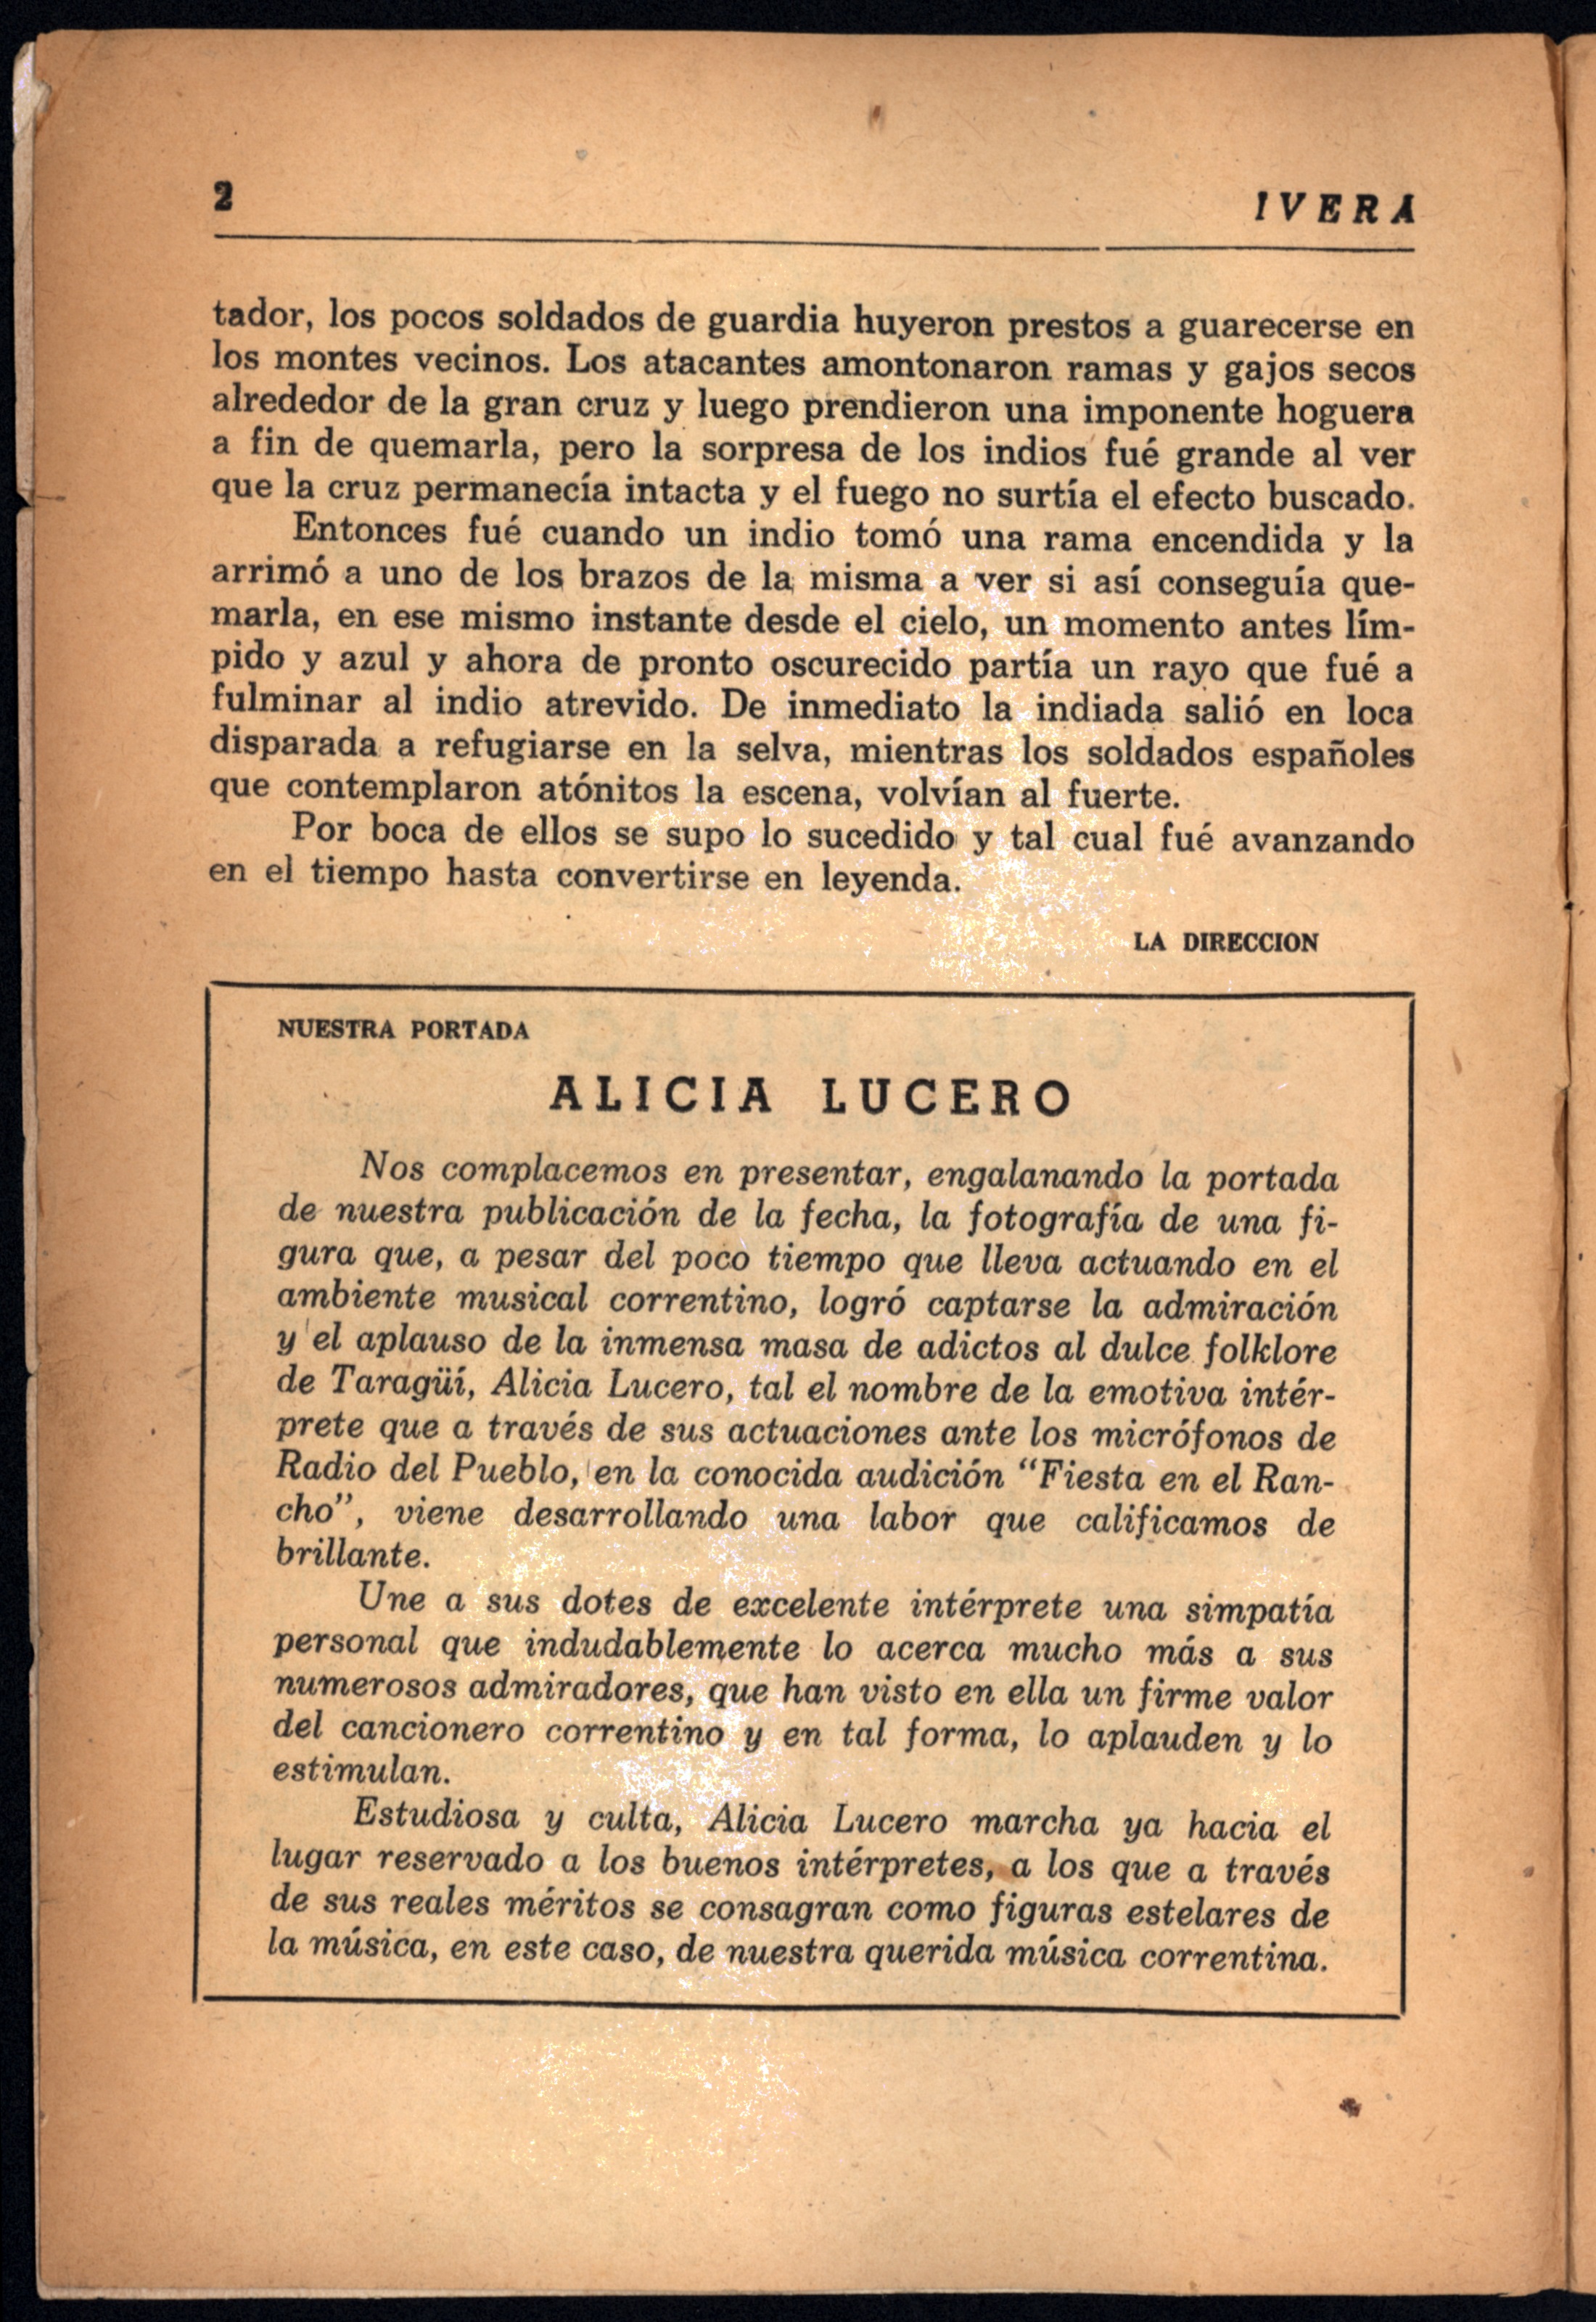 2
IVERA
tador, los pocos soldados de guardia huyeron prestos a guarecerse en
los montes vecinos. Los atacantes amontonaron ramas y gajos secos
alrededor de la gran cruz y luego prendieron una imponente hoguera
a fin de quemarla, pero la sorpresa de los indios fué grande al ver
que la cruz permanecía intacta y el fuego no surtía el efecto buscado.
Entonces fué cuando un indio tomó una rama encendida y la
arrimó a uno de los brazos de la misma a ver si así conseguía que-
marla, en ese mismo instante desde el cielo, un momento antes lím-
pido y azul y ahora de pronto oscurecido partía un rayo que fué a
fulminar al indio atrevido. De inmediato la indiada salió en loca
disparada a refugiarse en la selva, mientras los soldados españoles
que contemplaron atónitos la escena, volvían al fuerte.
Por boca de ellos se supo lo sucedido y tal cual fué avanzando
en el tiempo hasta convertirse en leyenda.
LA DIRECCION
NUESTRA PORTADA
ALICIA LUCERO
Nos complacemos en presentar, engalanando la portada
de nuestra publicación de la fecha, la fotografía de una fi-
gura que, a pesar del poco tiempo que lleva actuando en el
ambiente musical correntino, logró captarse la admiración
y el aplauso de la inmensa masa de adictos al dulce folklore
de Taragüí, Alicia Lucero, tal el nombre de la emotiva intér-
prete que a través de sus actuaciones ante los micrófonos de
Radio del Pueblo, en la conocida audición "Fiesta en el Ran-
cho", viene desarrollando una labor que calificamos de
brillante.
Une a sus dotes de excelente intérprete una simpatía
personal que indudablemente lo acerca mucho más a sus
numerosos admiradores, que han visto en ella un firme valor
del cancionero correntino y en tal forma, lo aplauden y lo
estimulan.
Estudiosa y culta, Alicia Lucero marcha ya hacia el
lugar reservado a los buenos intérpretes, a los que a través
de sus reales méritos se consagran como figuras estelares de
la música, en este caso, de nuestra querida música correntina.